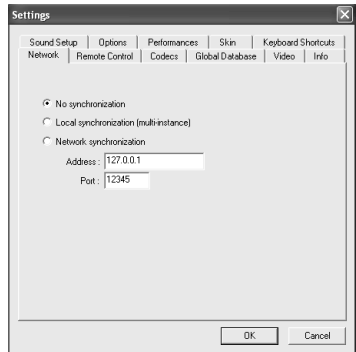 Settings
Sound Setup Options Performances Skin Keyboard Shortcuts
Network Remote Control Codecs Global Database Video Info
No synchronization
Local synchronization (multi-instance)
Network synchronization
Address : 127.0.0.1
Port : 12345
OK Cancel